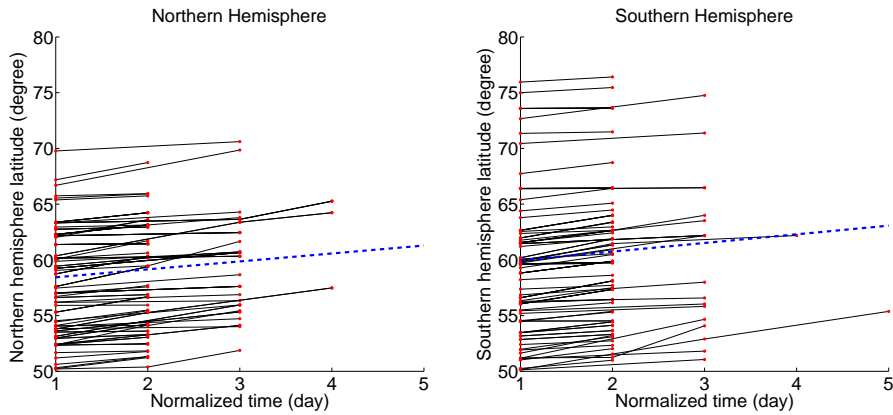 Northern Hemisphere
Northern hemisphere latitude (degree)
80
75
70
65
60
55
50
1 2 3 4 5
Normalized time (day)
Southern Hemisphere
Southern hemisphere latitude (degree)
80
75
70
65
60
55
50
1 2 3 4 5
Normalized time (day)